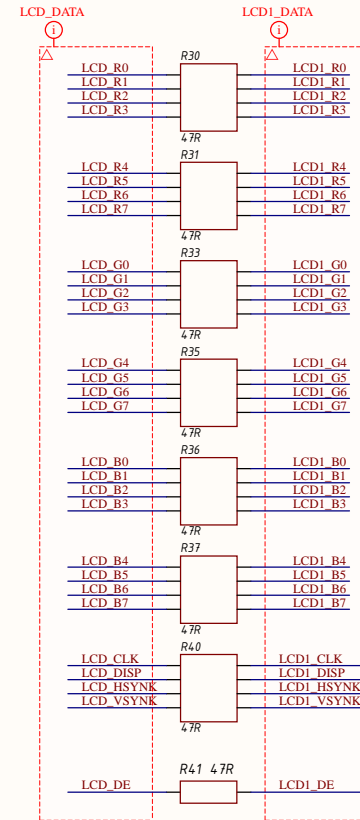 LCD_DATA LCD1_DATA
i i
R30
LCD_R0 LCD1_R0
LCD_R1 LCD1_R1
LCD_R2 LCD1_R2
LCD_R3 LCD1_R3
47R
R31
LCD_R4 LCD1_R4
LCD_R5 LCD1_R5
LCD_R6 LCD1_R6
LCD_R7 LCD1_R7
47R
R33
LCD_G0 LCD1_G0
LCD_G1 LCD1_G1
LCD_G2 LCD1_G2
LCD_G3 LCD1_G3
47R
R35
LCD_G4 LCD1_G4
LCD_G5 LCD1_G5
LCD_G6 LCD1_G6
LCD_G7 LCD1_G7
47R
R36
LCD_B0 LCD1_B0
LCD_B1 LCD1_B1
LCD_B2 LCD1_B2
LCD_B3 LCD1_B3
47R
R37
LCD_B4 LCD1_B4
LCD_B5 LCD1_B5
LCD_B6 LCD1_B6
LCD_B7 LCD1_B7
47R
R40
LCD_CLK LCD1_CLK
LCD_DISP LCD1_DISP
LCD_HSYNK LCD1_HSYNK
LCD_VSYNK LCD1_VSYNK
47R
R41 47R
LCD_DE LCD1_DE